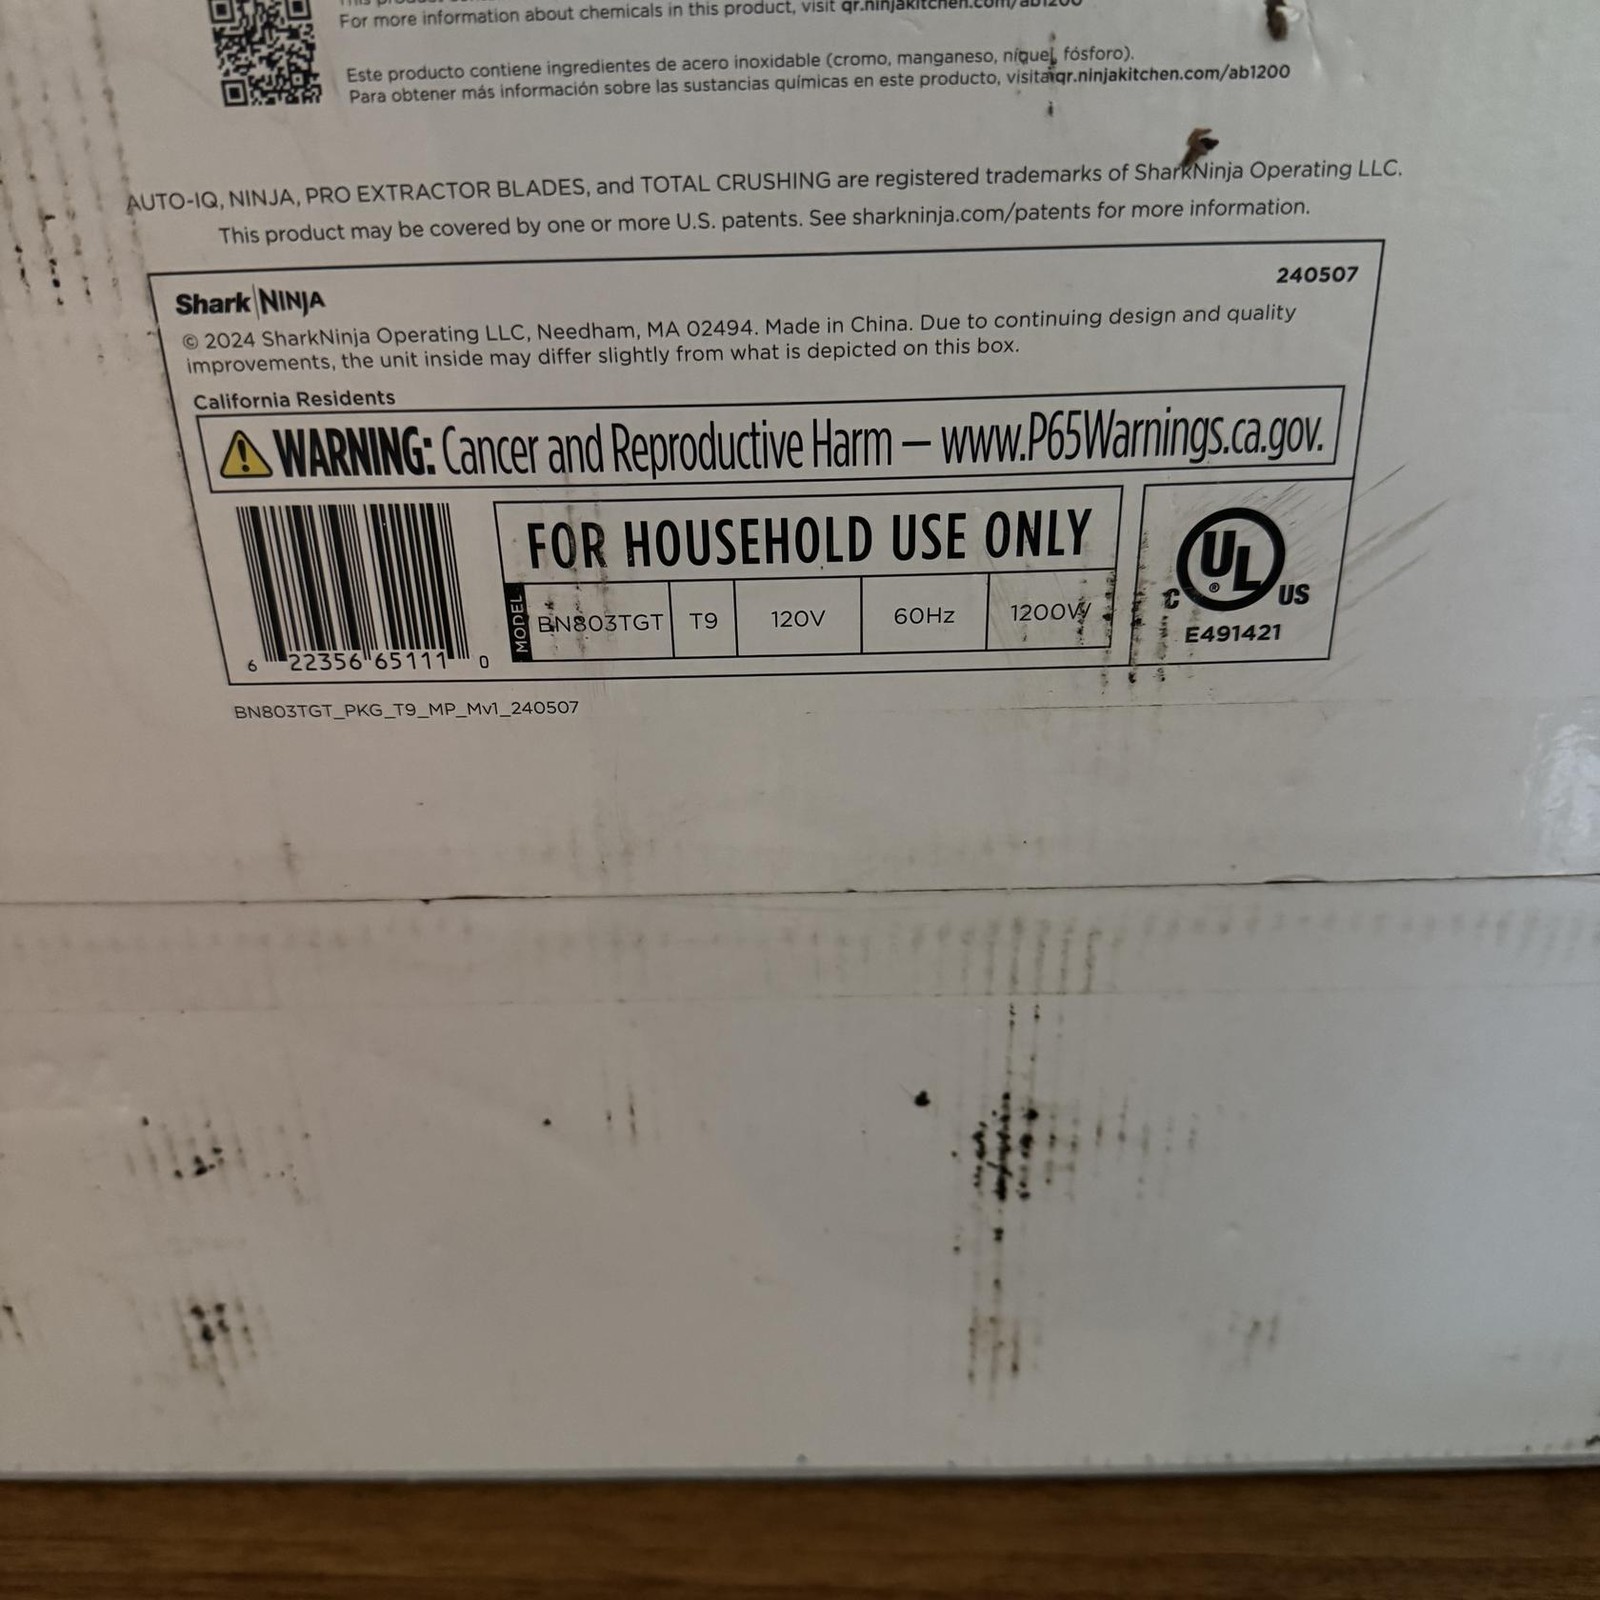 For more information about chemicals in this product, visit qr.ninjakitchen.com/ab1200
Este producto contiene ingredientes de acero inoxidable (cromo, manganeso, níquel, fósforo).
Para obtener más información sobre las sustancias químicas en este producto, visita qr.ninjakitchen.com/ab1200
AUTO-IQ, NINJA, PRO EXTRACTOR BLADES, and TOTAL CRUSHING are registered trademarks of SharkNinja Operating LLC.
This product may be covered by one or more U.S. patents. See sharkninja.com/patents for more information.
240507
Shark|NINJA
© 2024 SharkNinja Operating LLC, Needham, MA 02494. Made in China. Due to continuing design and quality
improvements, the unit inside may differ slightly from what is depicted on this box.
California Residents
WARNING: Cancer and Reproductive Harm – www.P65Warnings.ca.gov.
FOR HOUSEHOLD USE ONLY
MODEL BN803TGT T9 120V 60Hz 1200W
C UL® US
E491421
6 22356 65111 0
BN803TGT_PKG_T9_MP_Mv1_240507